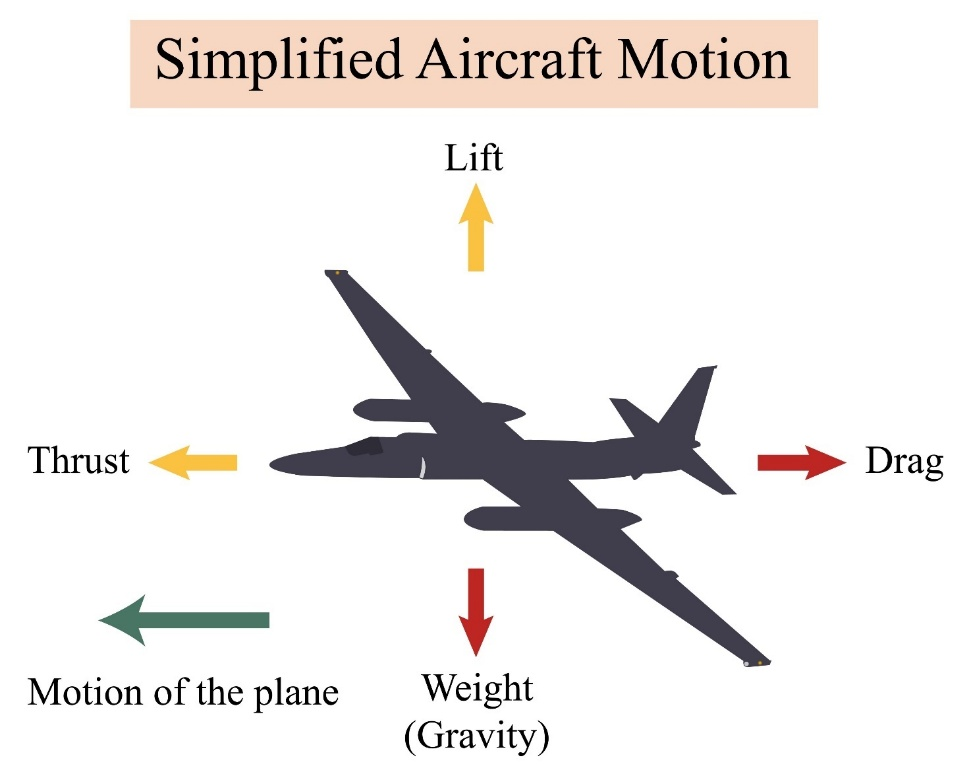 Simplified Aircraft Motion
Lift
Thrust
Drag
Motion of the plane
Weight
(Gravity)